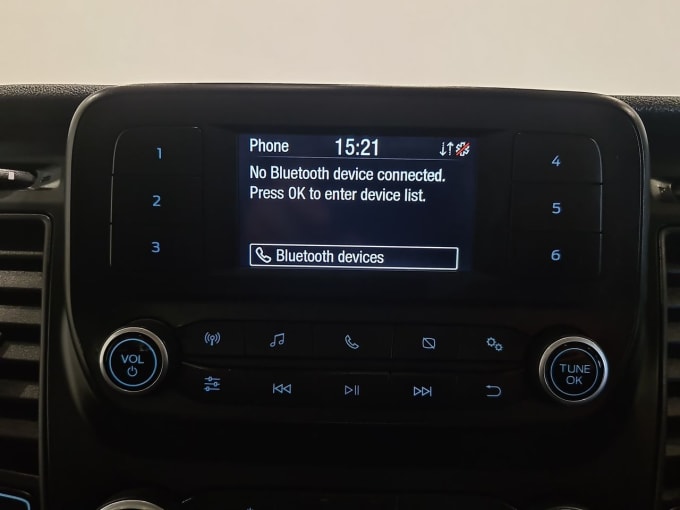 Phone 15:21
No Bluetooth device connected.
Press OK to enter device list.
Bluetooth devices
1
2
3
4
5
6
VOL
TUNE
OK